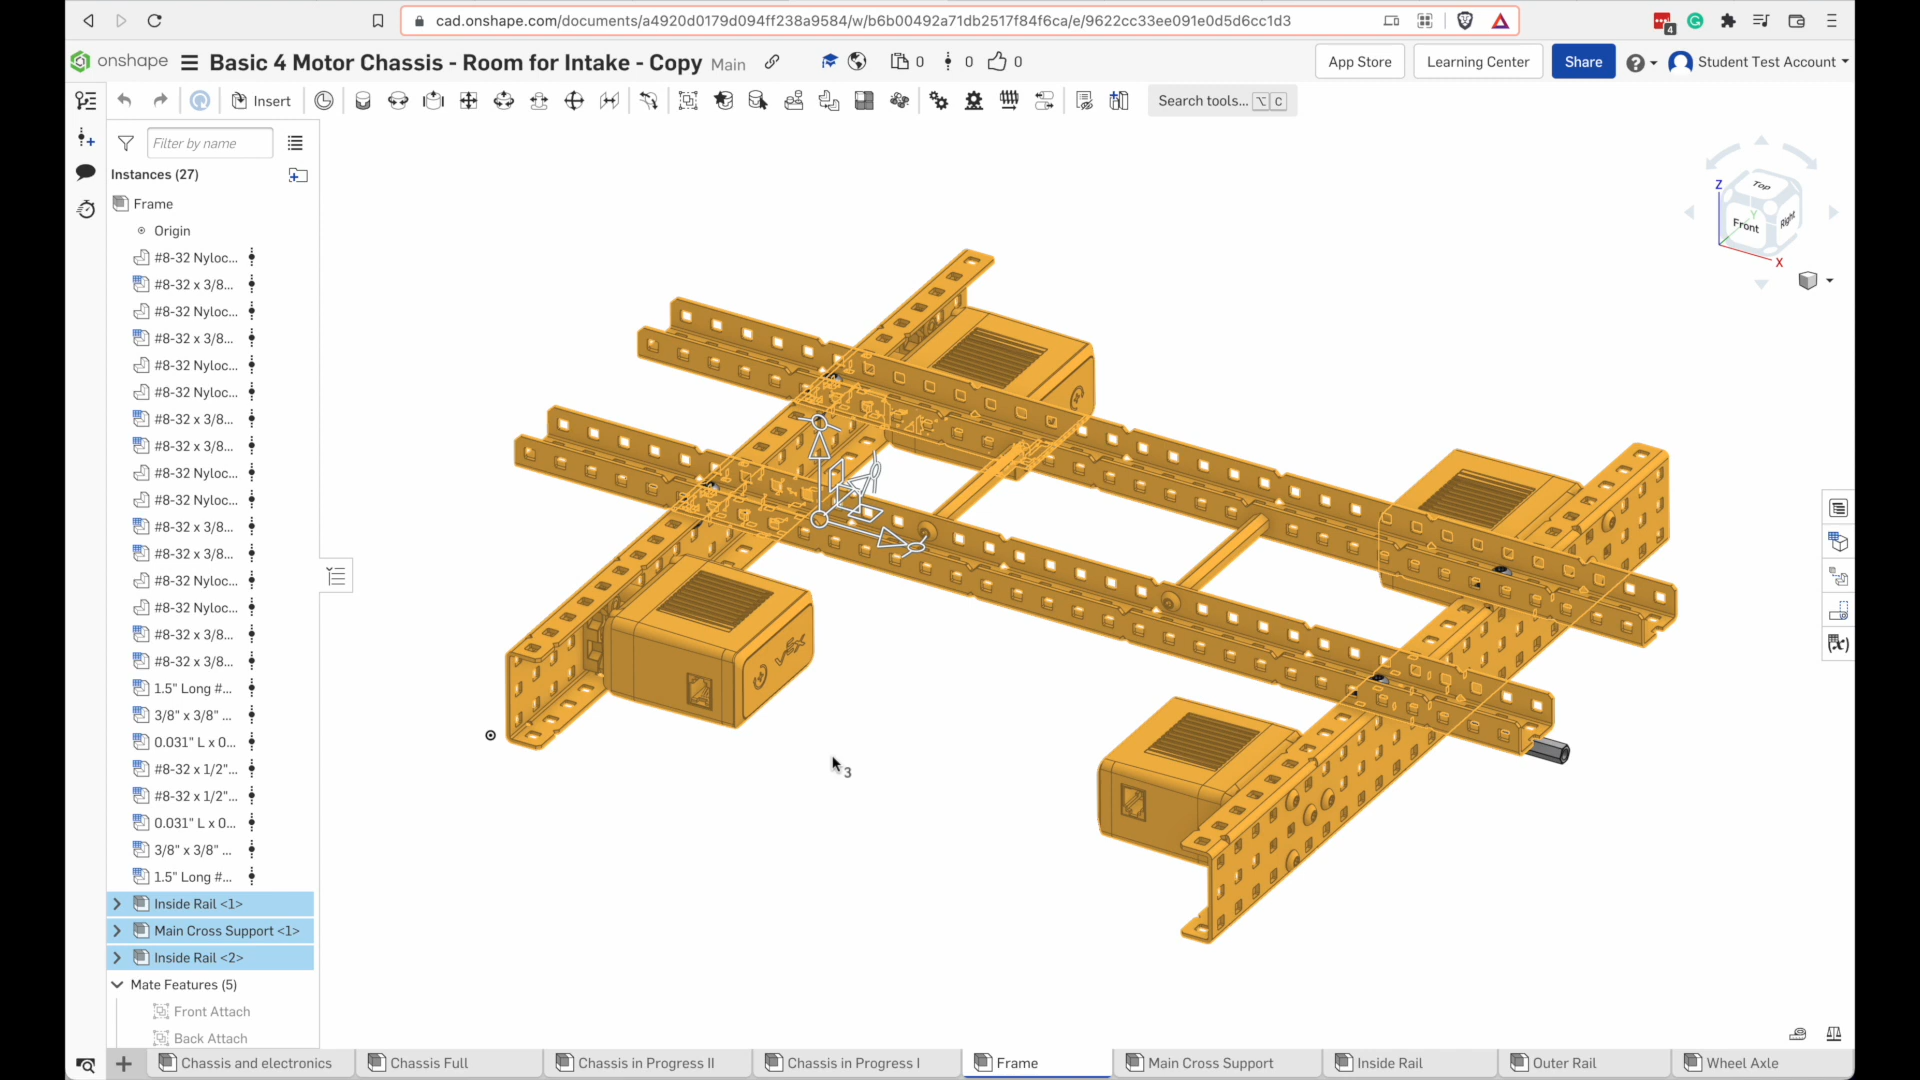 cad.onshape.com/documents/a4920d0179d094ff238a9584/w/b6b00492a71db2517f84f6ca/e/9622cc33ee091e0d5d6cc1d3
4
onshape Basic 4 Motor Chassis - Room for Intake - Copy Main 0 0 0 App Store Learning Center Share Student Test Account
Insert Search tools... ⌥ C
Filter by name
Instances (27)
Frame
Origin
#8-32 Nyloc...
#8-32 x 3/8...
#8-32 Nyloc...
#8-32 x 3/8...
#8-32 Nyloc...
#8-32 Nyloc...
#8-32 x 3/8...
#8-32 x 3/8...
#8-32 Nyloc...
#8-32 Nyloc...
#8-32 x 3/8...
#8-32 x 3/8...
#8-32 Nyloc...
#8-32 Nyloc...
#8-32 x 3/8...
#8-32 x 3/8...
1.5" Long #...
3/8" x 3/8" ...
0.031" L x 0...
#8-32 x 1/2"...
#8-32 x 1/2"...
0.031" L x 0...
3/8" x 3/8" ...
1.5" Long #...
Inside Rail <1>
Main Cross Support <1>
Inside Rail <2>
Mate Features (5)
Front Attach
Back Attach
Z
Top
Y
Front
Right
X
VEX
3
Chassis and electronics Chassis Full Chassis in Progress II Chassis in Progress I Frame Main Cross Support Inside Rail Outer Rail Wheel Axle